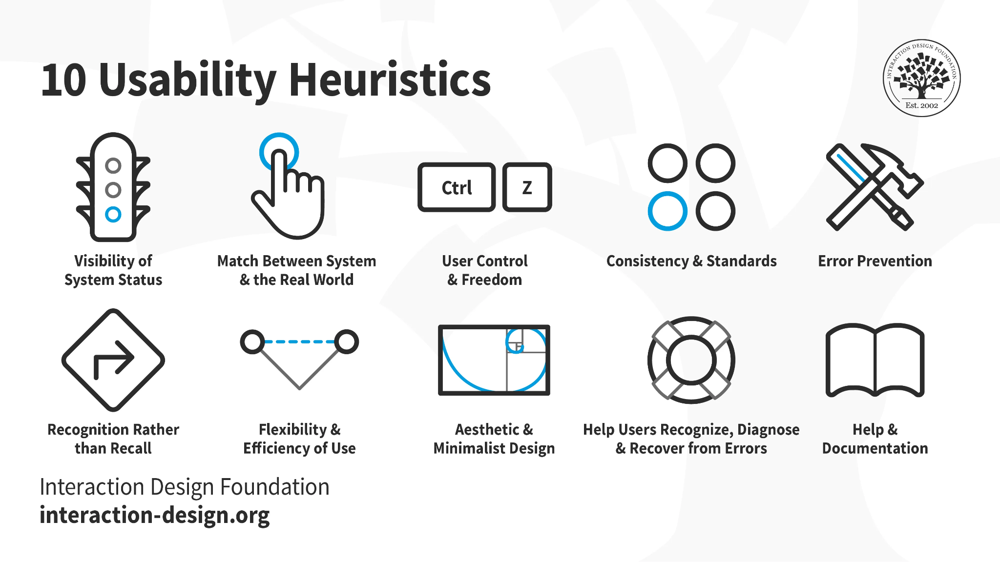 10 Usability Heuristics
INTERACTION DESIGN FOUNDATION
Est. 2002
Ctrl
Z
Visibility of
System Status
Match Between System
& the Real World
User Control
& Freedom
Consistency & Standards
Error Prevention
Recognition Rather
than Recall
Flexibility &
Efficiency of Use
Aesthetic &
Minimalist Design
Help Users Recognize, Diagnose
& Recover from Errors
Help &
Documentation
Interaction Design Foundation
interaction-design.org